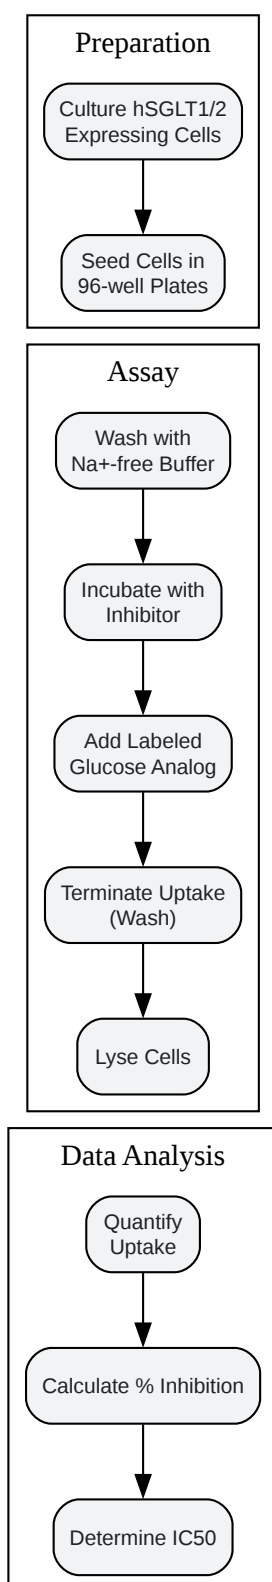 Preparation
Culture hSGLT1/2
Expressing Cells
Seed Cells in
96-well Plates
Assay
Wash with
Na+-free Buffer
Incubate with
Inhibitor
Add Labeled
Glucose Analog
Terminate Uptake
(Wash)
Lyse Cells
Data Analysis
Quantify
Uptake
Calculate % Inhibition
Determine IC50